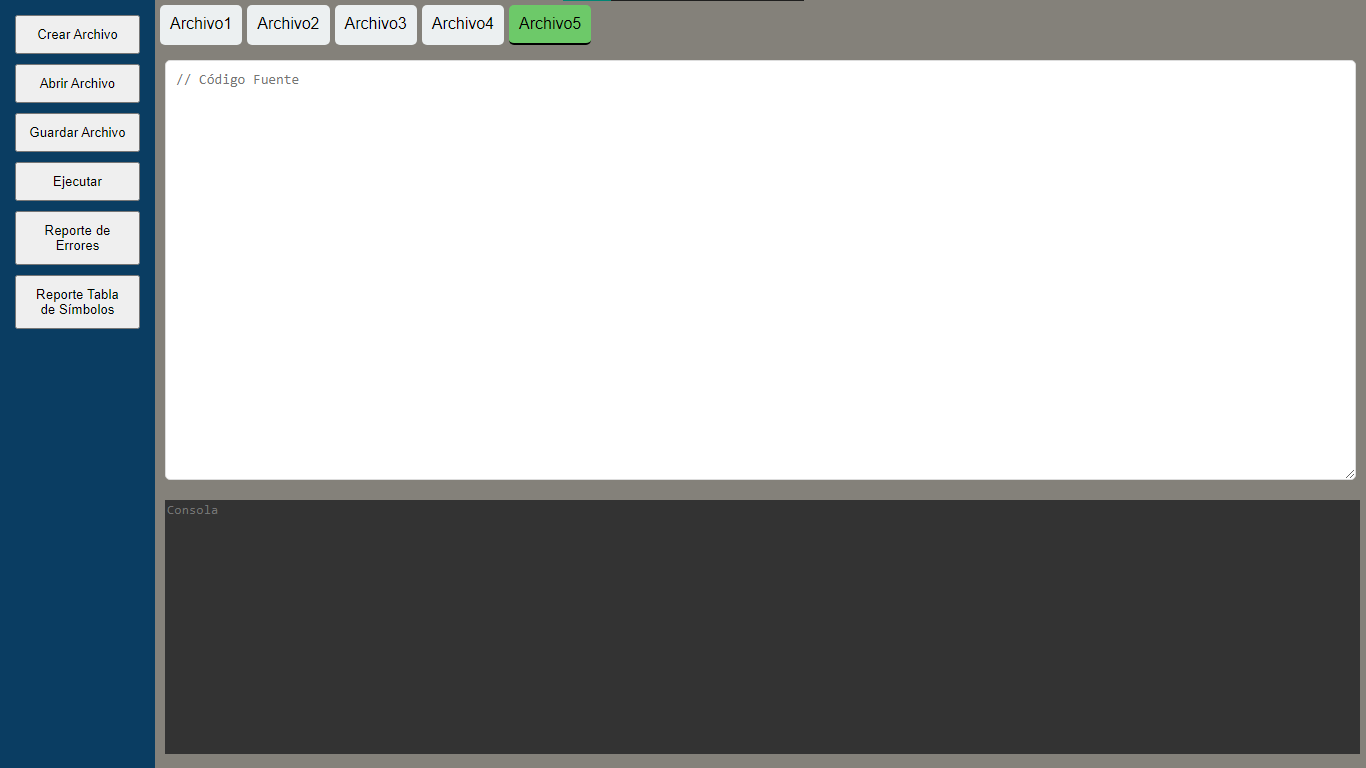 Crear Archivo
Abrir Archivo
Guardar Archivo
Ejecutar
Reporte de
Errores
Reporte Tabla
de Símbolos
Archivo1 Archivo2 Archivo3 Archivo4 Archivo5
// Código Fuente
Consola